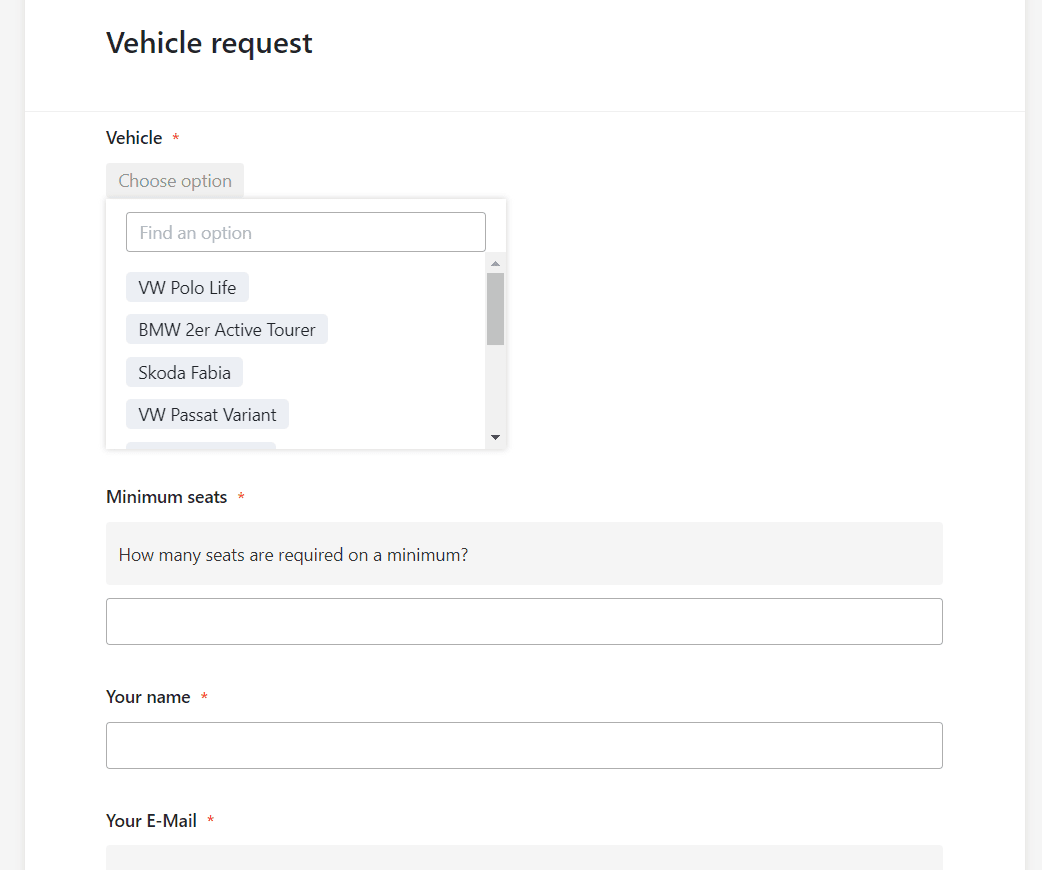 Vehicle request
Vehicle *
Choose option
Find an option
VW Polo Life
BMW 2er Active Tourer
Skoda Fabia
VW Passat Variant
Minimum seats *
How many seats are required on a minimum?
Your name *
Your E-Mail *